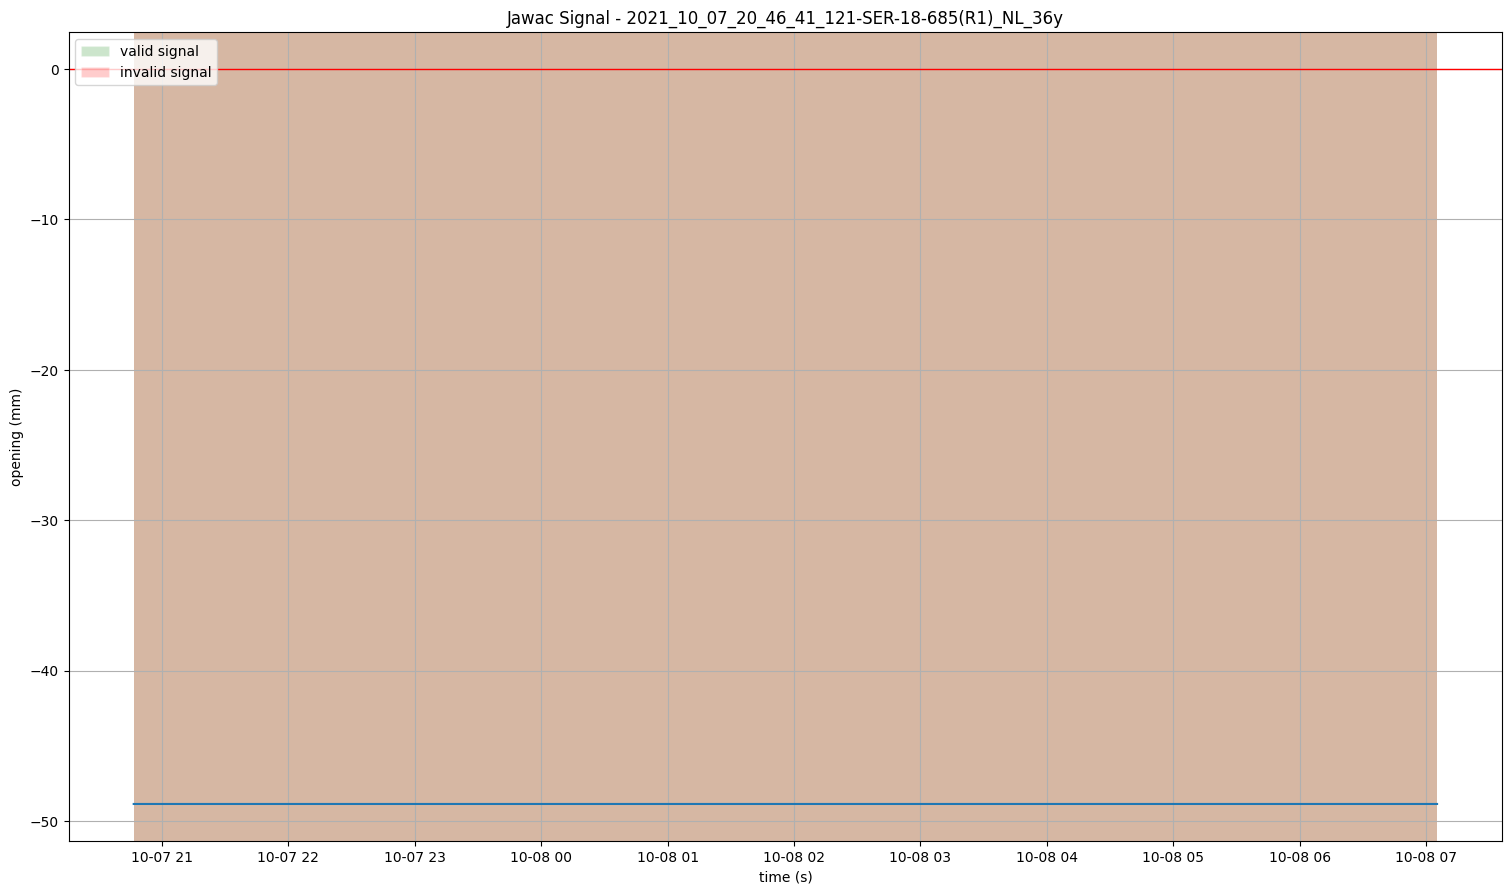 Jawac Signal - 2021_10_07_20_46_41_121-SER-18-685(R1)_NL_36y
valid signal
invalid signal
opening (mm)
0
−10
−20
−30
−40
−50
10-07 21 10-07 22 10-07 23 10-08 00 10-08 01 10-08 02 10-08 03 10-08 04 10-08 05 10-08 06 10-08 07
time (s)